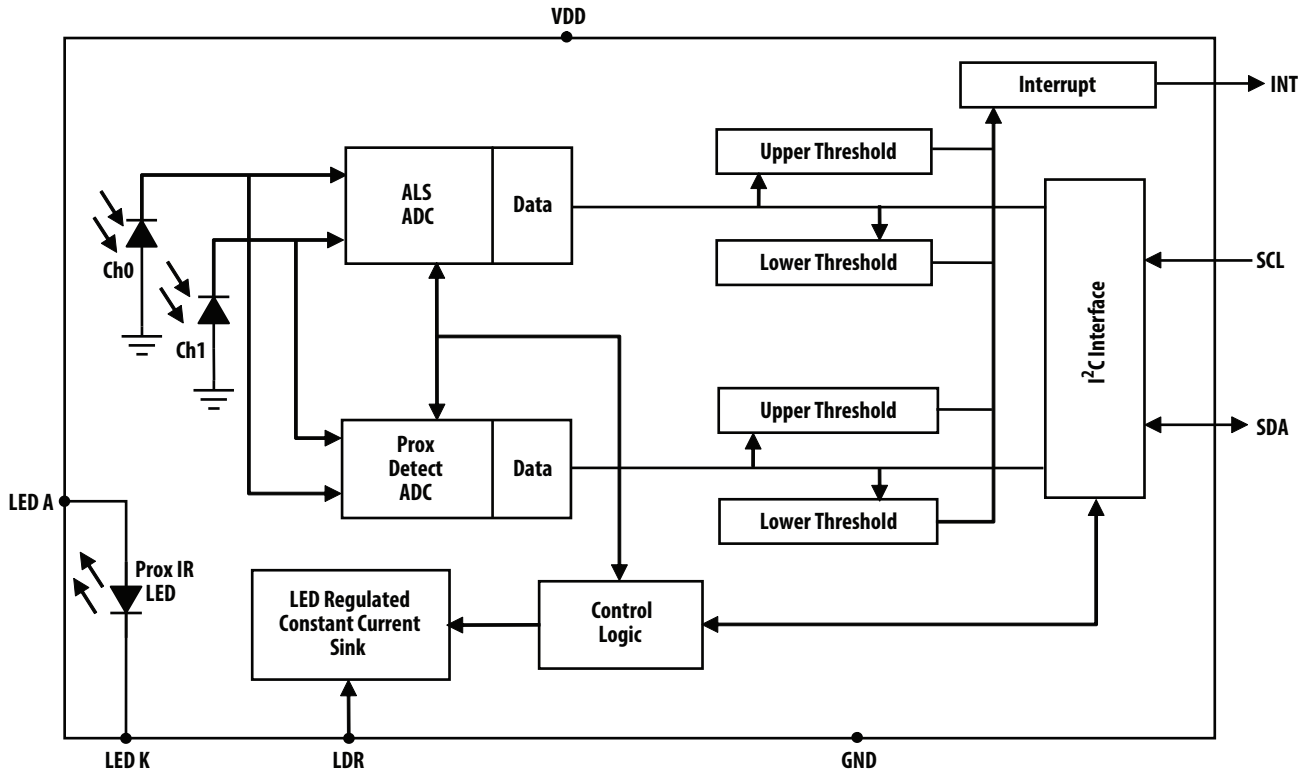 VDD
Interrupt
INT
Upper Threshold
ALS
ADC
Data
Ch0
Lower Threshold
SCL
Ch1
I²C Interface
Upper Threshold
SDA
Prox
Detect
ADC
Data
LED A
Lower Threshold
Prox IR
LED
LED Regulated
Constant Current
Sink
Control
Logic
LED K
LDR
GND